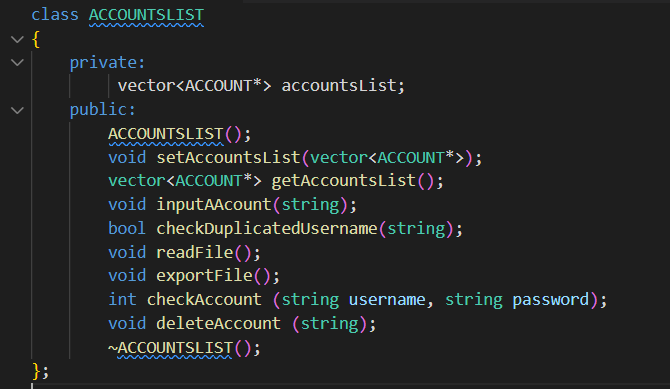 class ACCOUNTSLIST
{
private:
vector<ACCOUNT*> accountsList;
public:
ACCOUNTSLIST();
void setAccountsList(vector<ACCOUNT*>);
vector<ACCOUNT*> getAccountsList();
void inputAAcount(string);
bool checkDuplicatedUsername(string);
void readFile();
void exportFile();
int checkAccount (string username, string password);
void deleteAccount (string);
~ACCOUNTSLIST();
};